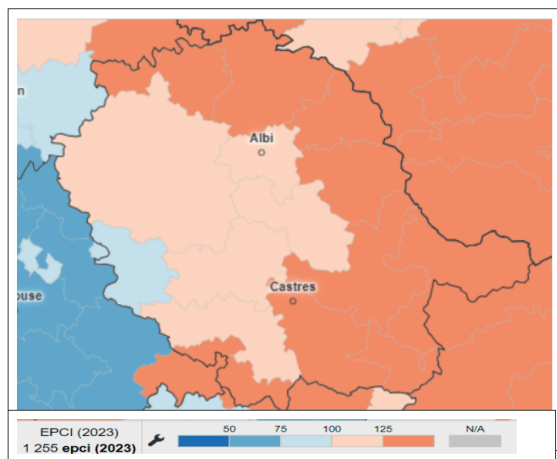 n
Albi
Castres
ouse
EPCI (2023)
1 255 epci (2023)
50 75 100 125 N/A